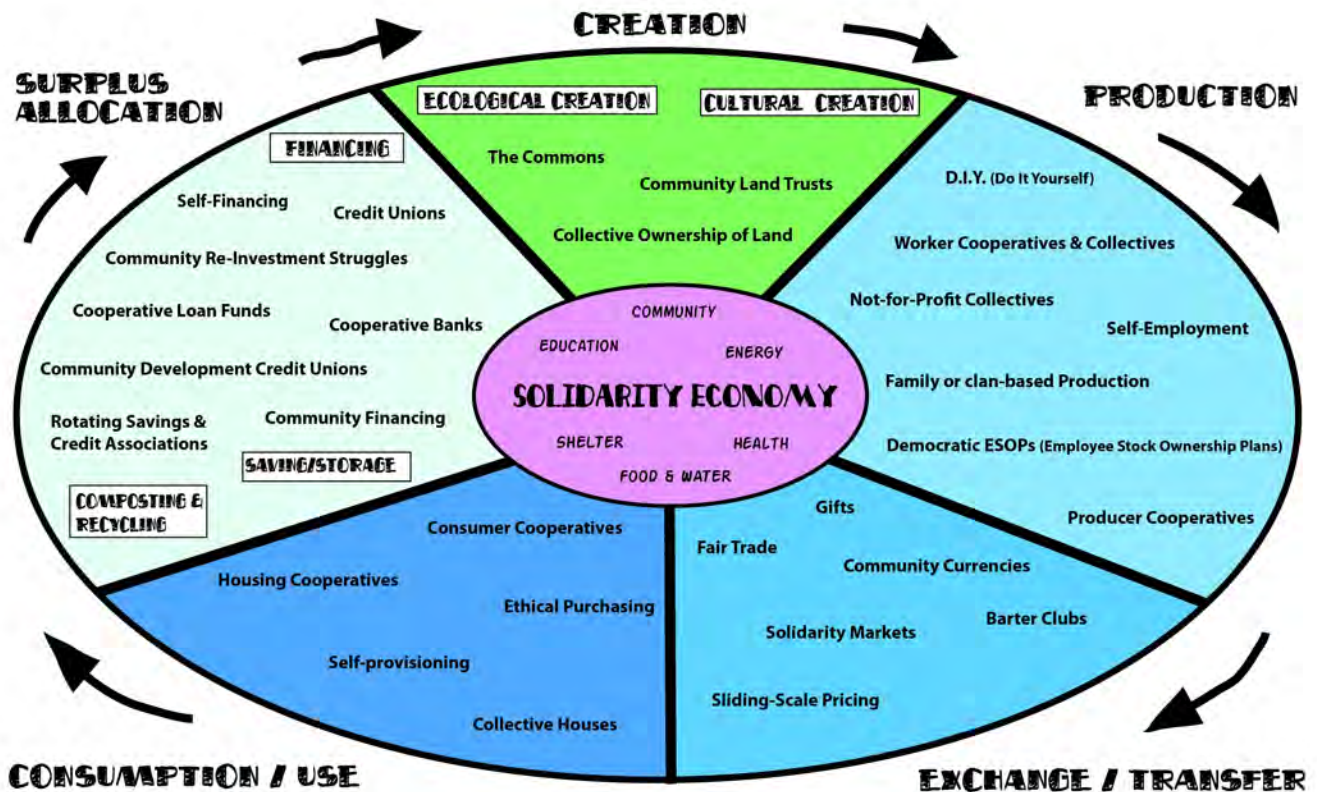 CREATION
SURPLUS
ALLOCATION
PRODUCTION
ECOLOGICAL CREATION
CULTURAL CREATION
The Commons
Community Land Trusts
Collective Ownership of Land
FINANCING
Self-Financing
Credit Unions
Community Re-Investment Struggles
Cooperative Loan Funds
Cooperative Banks
Community Development Credit Unions
Rotating Savings &
Credit Associations
Community Financing
SAVING/STORAGE
COMPOSTING &
RECYCLING
D.I.Y. (Do It Yourself)
Worker Cooperatives & Collectives
Not-for-Profit Collectives
Self-Employment
Family or clan-based Production
Democratic ESOPs (Employee Stock Ownership Plans)
Producer Cooperatives
COMMUNITY
EDUCATION
ENERGY
SOLIDARITY ECONOMY
SHELTER
HEALTH
FOOD & WATER
Consumer Cooperatives
Housing Cooperatives
Ethical Purchasing
Self-provisioning
Collective Houses
Gifts
Fair Trade
Community Currencies
Barter Clubs
Solidarity Markets
Sliding-Scale Pricing
CONSUMPTION / USE
EXCHANGE / TRANSFER